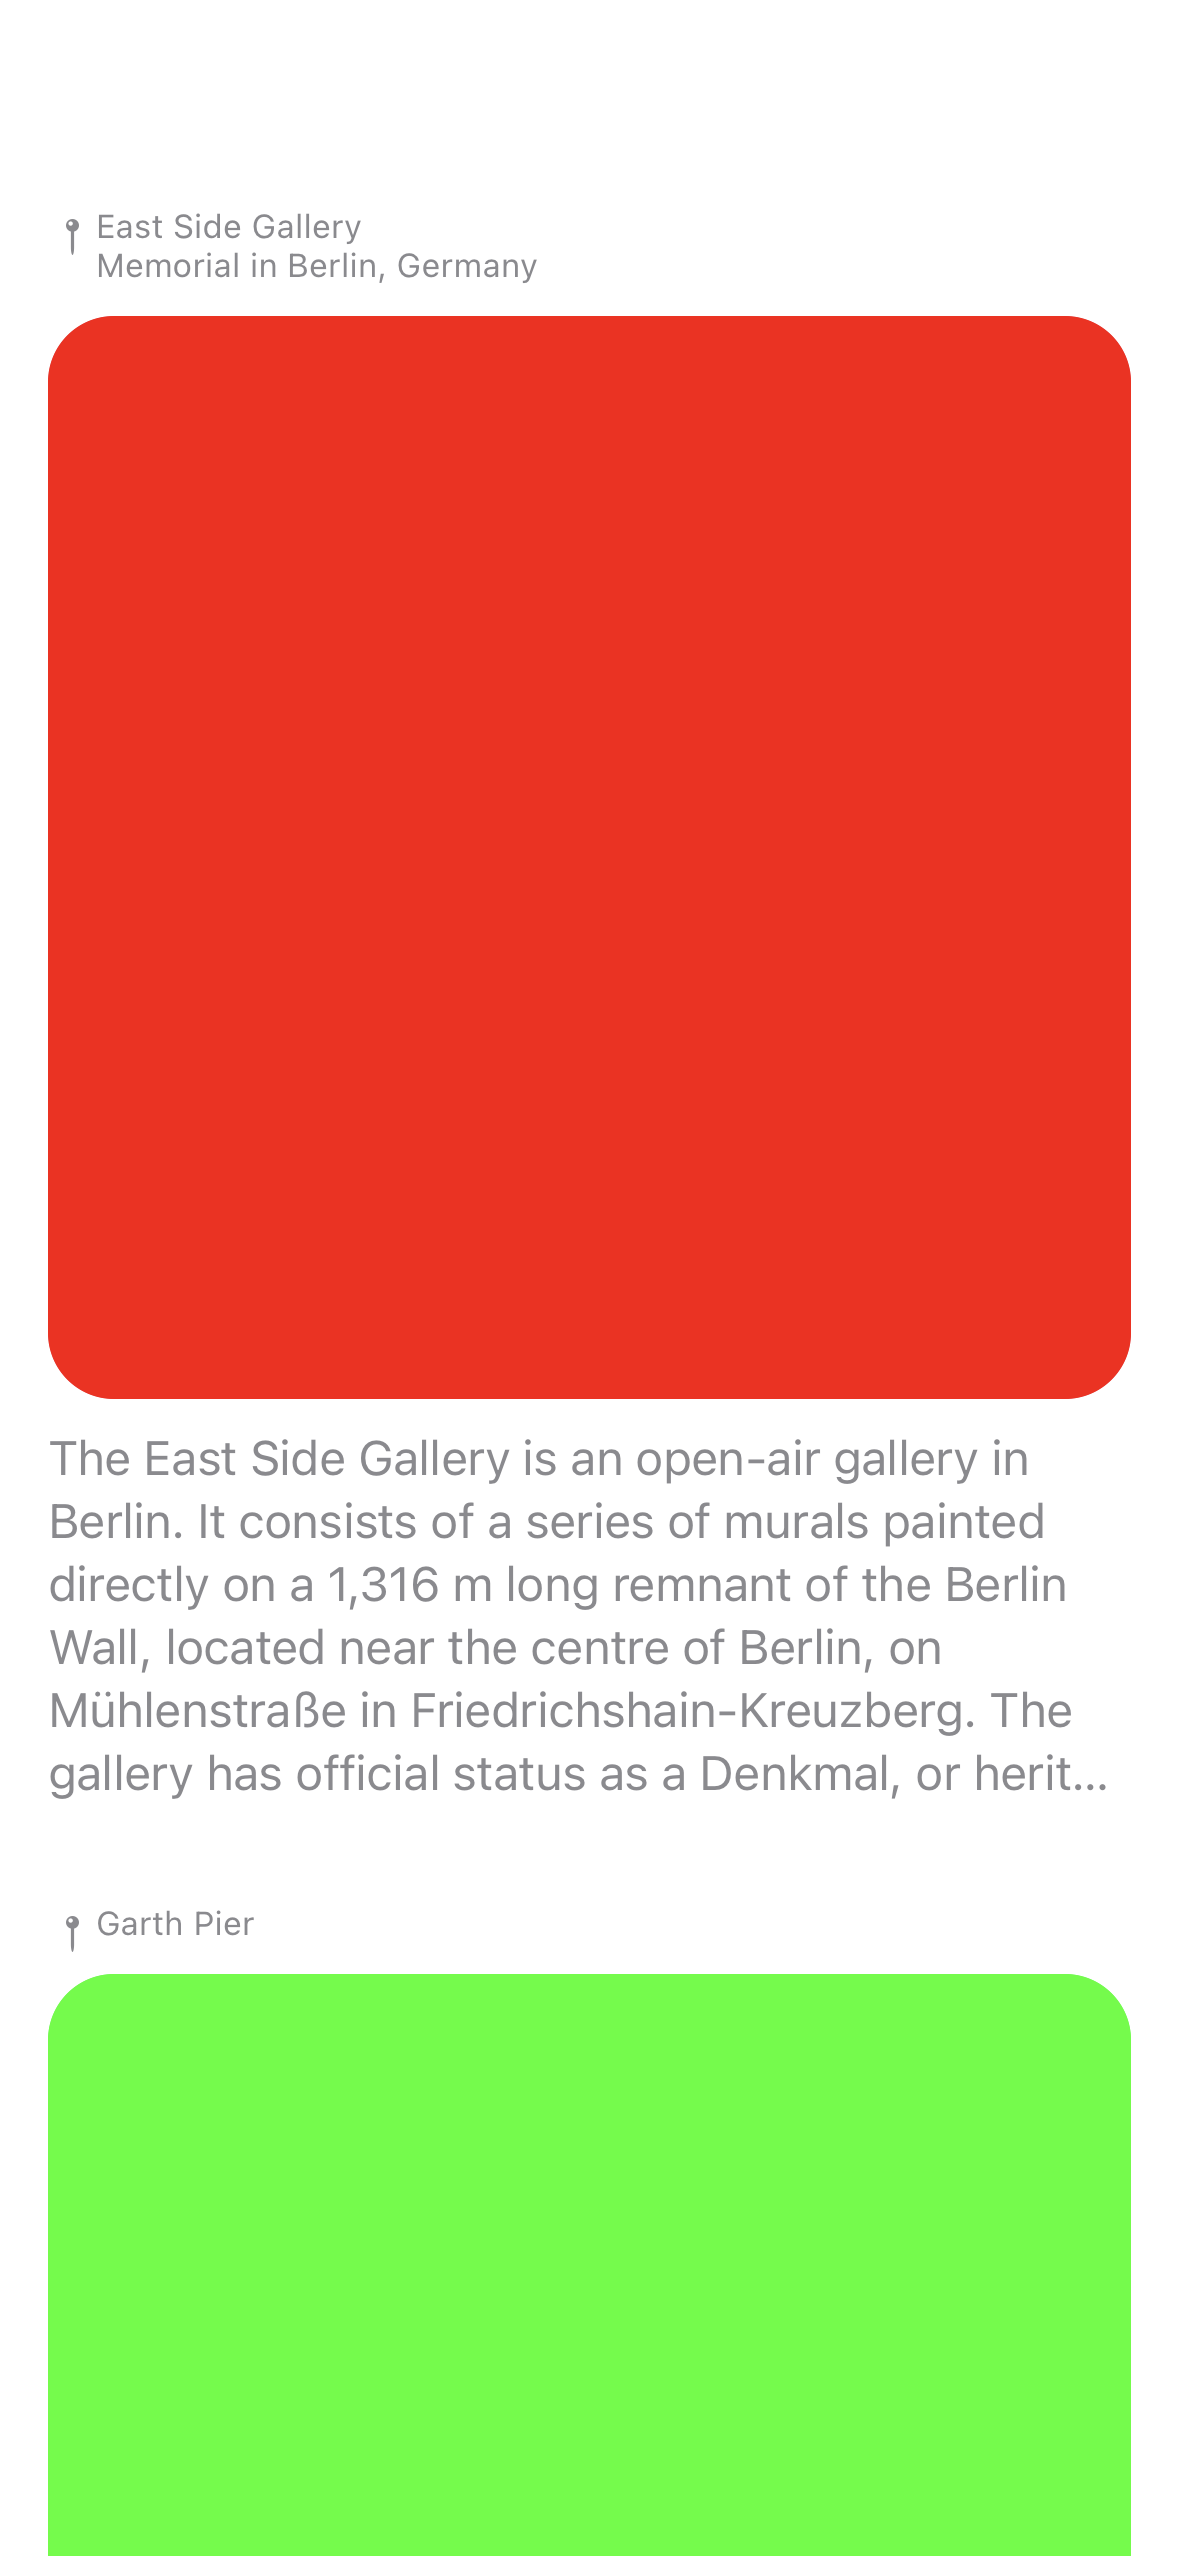 East Side Gallery
Memorial in Berlin, Germany
The East Side Gallery is an open-air gallery in
Berlin. It consists of a series of murals painted
directly on a 1,316 m long remnant of the Berlin
Wall, located near the centre of Berlin, on
Mühlenstraße in Friedrichshain-Kreuzberg. The
gallery has official status as a Denkmal, or herit...
Garth Pier